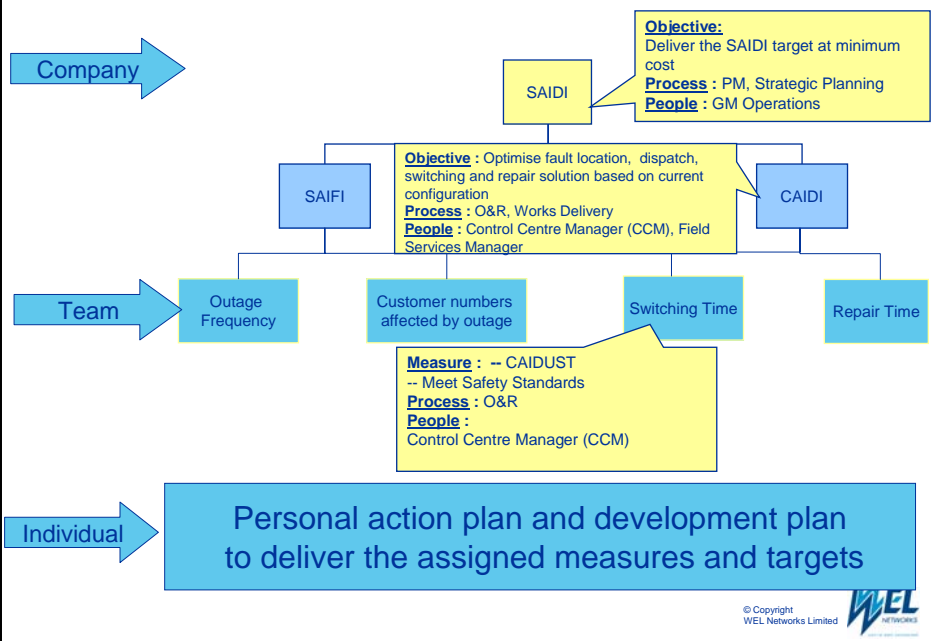 Company
SAIDI
Objective:
Deliver the SAIDI target at minimum
cost
Process : PM, Strategic Planning
People : GM Operations
SAIFI
Objective : Optimise fault location, dispatch,
switching and repair solution based on current
configuration
Process : O&R, Works Delivery
People : Control Centre Manager (CCM), Field
Services Manager
CAIDI
Team
Outage
Frequency
Customer numbers
affected by outage
Switching Time
Repair Time
Measure : -- CAIDUST
-- Meet Safety Standards
Process : O&R
People :
Control Centre Manager (CCM)
Individual
Personal action plan and development plan
to deliver the assigned measures and targets
© Copyright
WEL Networks Limited
WEL
NETWORKS